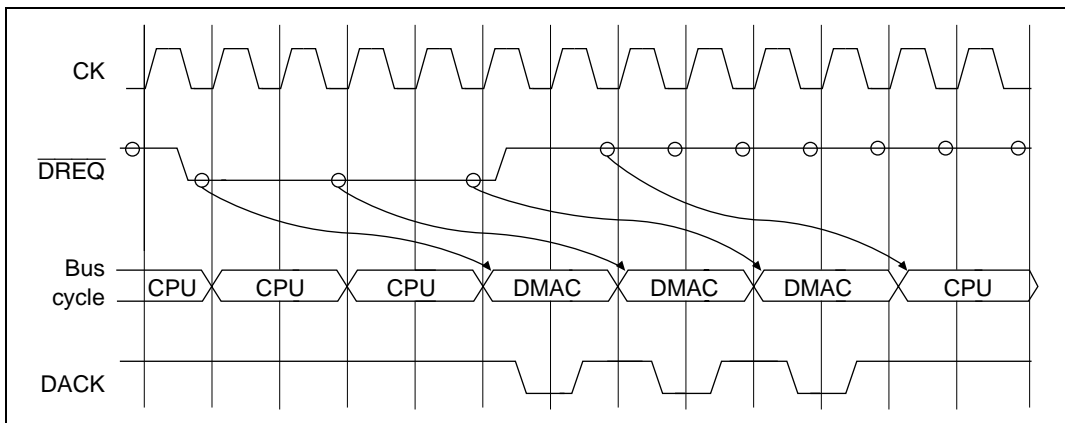 CK
DREQ
Bus
cycle
CPU CPU CPU DMAC DMAC DMAC CPU
DACK